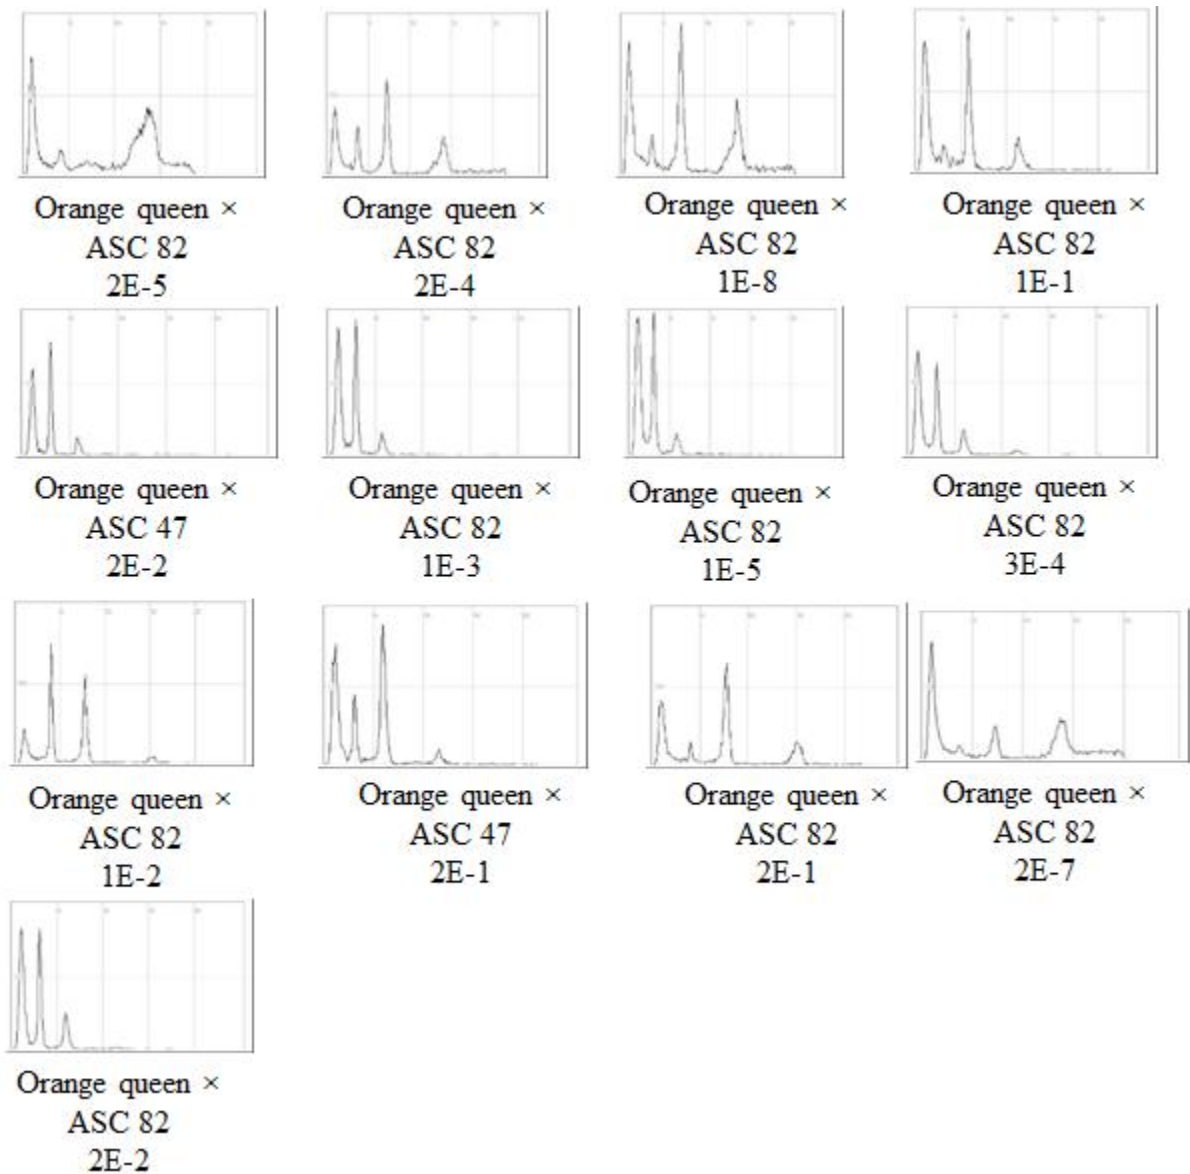 Orange queen ×
ASC 82
2E-5
Orange queen ×
ASC 82
2E-4
Orange queen ×
ASC 82
1E-8
Orange queen ×
ASC 82
1E-1
Orange queen ×
ASC 47
2E-2
Orange queen ×
ASC 82
1E-3
Orange queen ×
ASC 82
1E-5
Orange queen ×
ASC 82
3E-4
Orange queen ×
ASC 82
1E-2
Orange queen ×
ASC 47
2E-1
Orange queen ×
ASC 82
2E-1
Orange queen ×
ASC 82
2E-7
Orange queen ×
ASC 82
2E-2